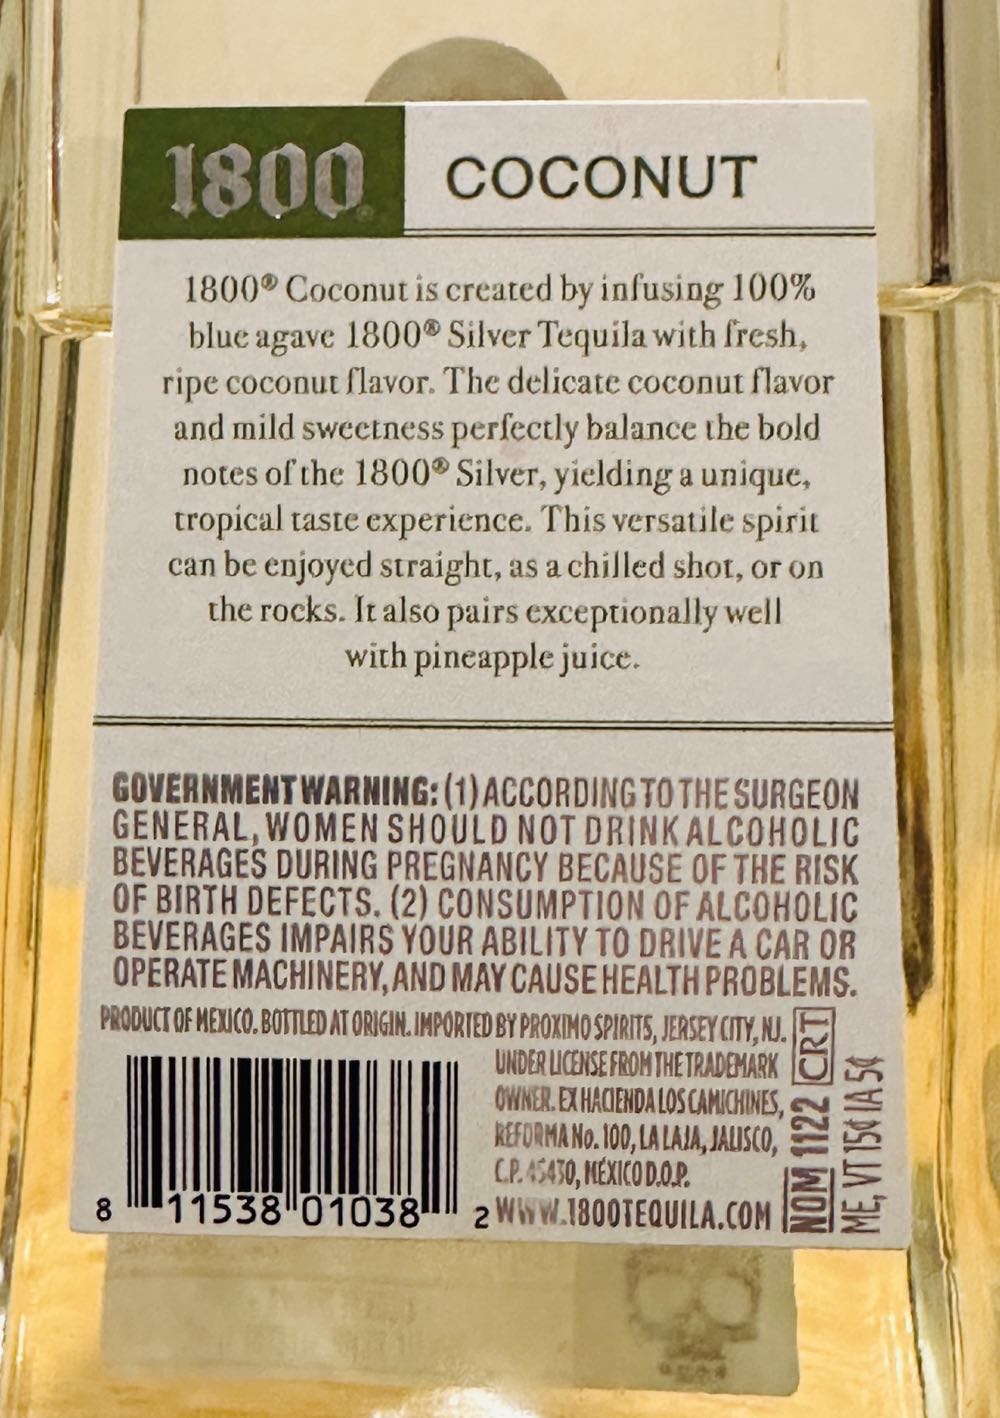 1800®
COCONUT
1800® Coconut is created by infusing 100%
blue agave 1800® Silver Tequila with fresh,
ripe coconut flavor. The delicate coconut flavor
and mild sweetness perfectly balance the bold
notes of the 1800® Silver, yielding a unique,
tropical taste experience. This versatile spirit
can be enjoyed straight, as a chilled shot, or on
the rocks. It also pairs exceptionally well
with pineapple juice.
GOVERNMENT WARNING: (1) ACCORDING TO THE SURGEON
GENERAL, WOMEN SHOULD NOT DRINK ALCOHOLIC
BEVERAGES DURING PREGNANCY BECAUSE OF THE RISK
OF BIRTH DEFECTS. (2) CONSUMPTION OF ALCOHOLIC
BEVERAGES IMPAIRS YOUR ABILITY TO DRIVE A CAR OR
OPERATE MACHINERY, AND MAY CAUSE HEALTH PROBLEMS.
PRODUCT OF MEXICO. BOTTLED AT ORIGIN. IMPORTED BY PROXIMO SPIRITS, JERSEY CITY, NJ.
UNDER LICENSE FROM THE TRADEMARK
OWNER. EX HACIENDA LOS CAMICHINES,
REFORMA No. 100, LA LAJA, JALISCO,
C.P. 45430, MÉXICO D.O.P.
WWW.1800TEQUILA.COM
8 11538 01038 2
NOM 1122 CRT
ME, VT 15¢ IA 5¢